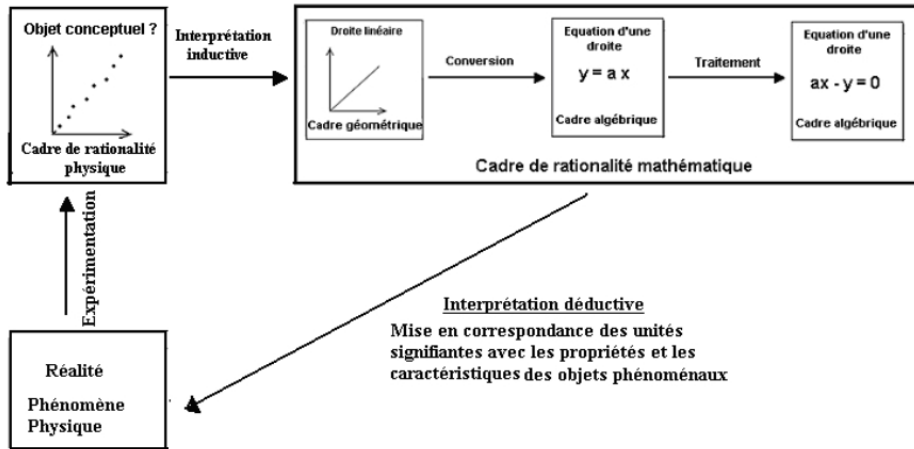 Objet conceptuel ?
Cadre de rationalité
physique
Interprétation
inductive
Droite linéaire
Cadre géométrique
Conversion
Equation d'une
droite
y = a x
Cadre algébrique
Traitement
Equation d'une
droite
ax - y = 0
Cadre algébrique
Cadre de rationalité mathématique
Expérimentation
Interprétation déductive
Mise en correspondance des unités
signifiantes avec les propriétés et les
caractéristiques des objets phénoménaux
Réalité
Phénomène
Physique